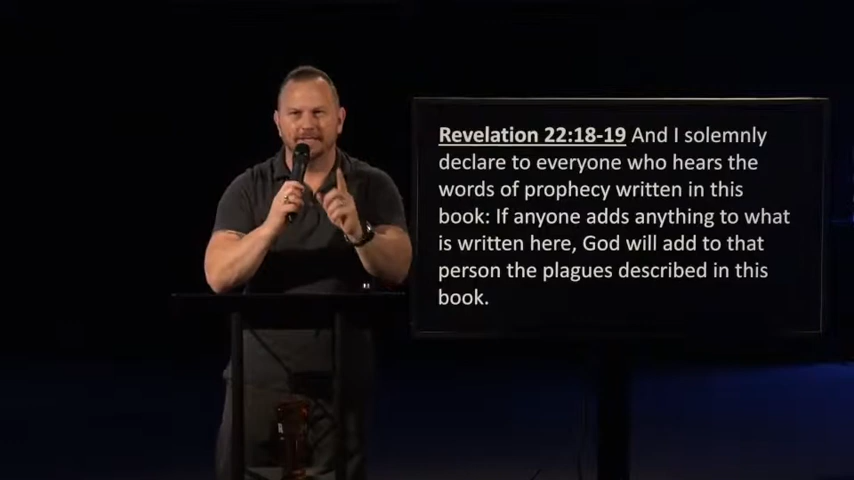 Revelation 22:18-19 And I solemnly
declare to everyone who hears the
words of prophecy written in this
book: If anyone adds anything to what
is written here, God will add to that
person the plagues described in this
book.